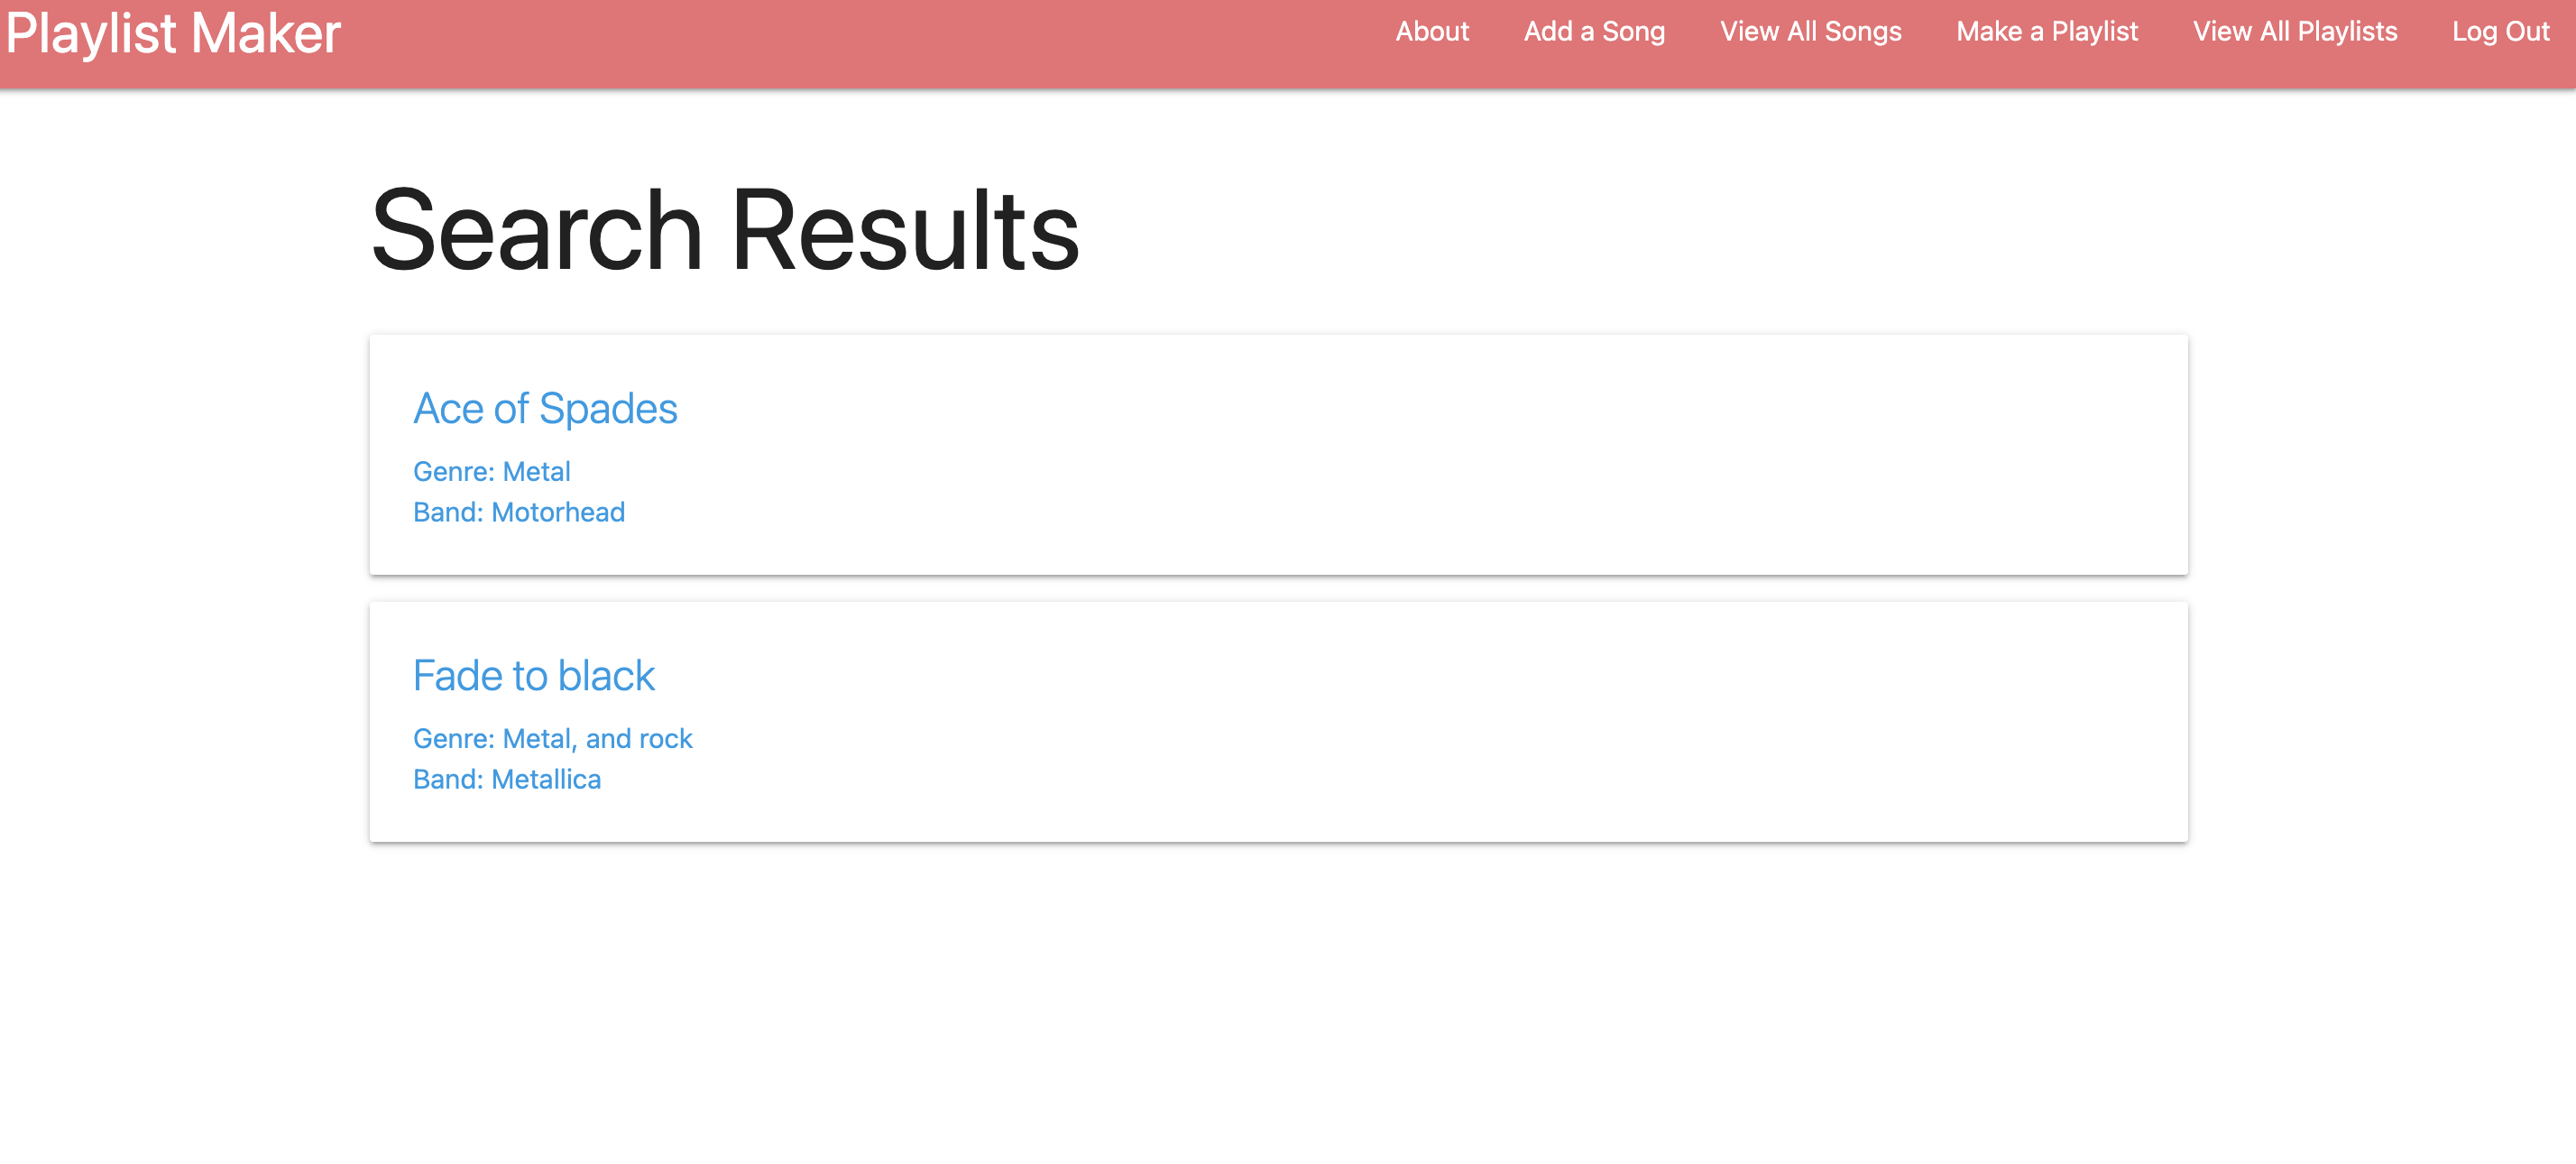 Playlist Maker
About Add a Song View All Songs Make a Playlist View All Playlists Log Out
Search Results
Ace of Spades
Genre: Metal
Band: Motorhead
Fade to black
Genre: Metal, and rock
Band: Metallica